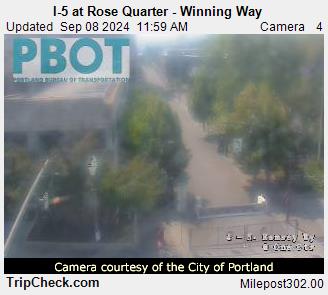 I-5 at Rose Quarter - Winning Way
Updated Sep 08 2024 11:59 AM Camera 4
PBOT
PORTLAND BUREAU OF TRANSPORTATION
Camera courtesy of the City of Portland
TripCheck.com Milepost302.00